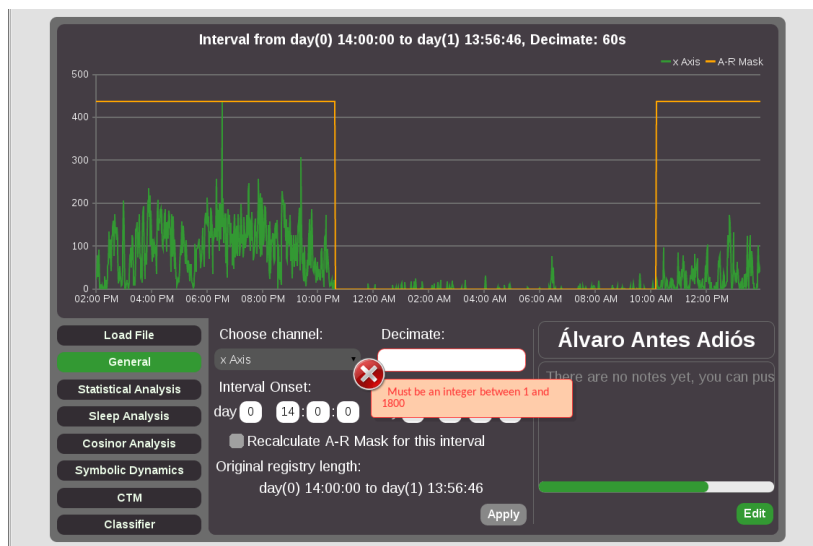 Interval from day(0) 14:00:00 to day(1) 13:56:46, Decimate: 60s
x Axis A-R Mask
500
400
300
200
100
0
02:00 PM 04:00 PM 06:00 PM 08:00 PM 10:00 PM 12:00 AM 02:00 AM 04:00 AM 06:00 AM 08:00 AM 10:00 AM 12:00 PM
Load File
General
Statistical Analysis
Sleep Analysis
Cosinor Analysis
Symbolic Dynamics
CTM
Classifier
Choose channel: Decimate:
x Axis
Must be an integer between 1 and
1800
Interval Onset:
day 0 14 : 0 : 0
Recalculate A-R Mask for this interval
Original registry length:
day(0) 14:00:00 to day(1) 13:56:46
Apply
Álvaro Antes Adiós
There are no notes yet, you can pus
Edit